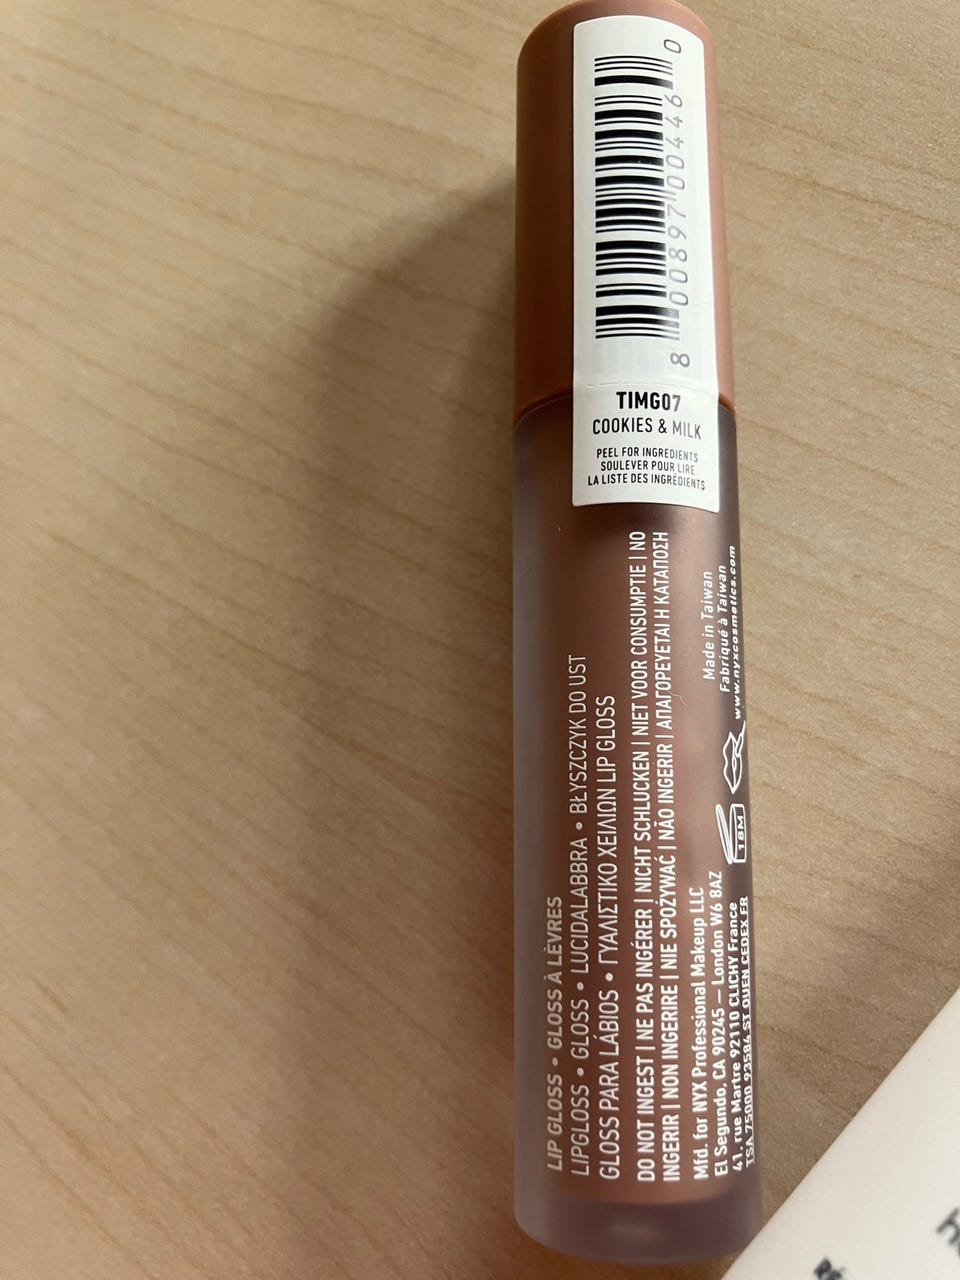 8 00897 00446 0
TIMG07
COOKIES & MILK
PEEL FOR INGREDIENTS
SOULEVER POUR LIRE
LA LISTE DES INGRÉDIENTS
LIP GLOSS • GLOSS À LÈVRES
LIPGLOSS • GLOSS • LUCIDALABBRA • BŁYSZCZYK DO UST
GLOSS PARA LÁBIOS • ΓΥΑΛΙΣΤΙΚΟ ΧΕΙΛΙΩΝ LIP GLOSS
DO NOT INGEST | NE PAS INGÉRER | NICHT SCHLUCKEN | NIET VOOR CONSUMPTIE | NO
INGERIR | NON INGERIRE | NIE SPOŻYWAĆ | NÃO INGERIR | ΑΠΑΓΟΡΕΥΕΤΑΙ Η ΚΑΤΑΠΟΣΗ
Mfd. for NYX Professional Makeup LLC
El Segundo, CA 90245 – London W6 8AZ
41, rue Martre 92110 CLICHY France
TSA 75000 93584 ST OUEN CEDEX FR
18M
Made in Taiwan
Fabriqué à Taiwan
www.nyxcosmetics.com